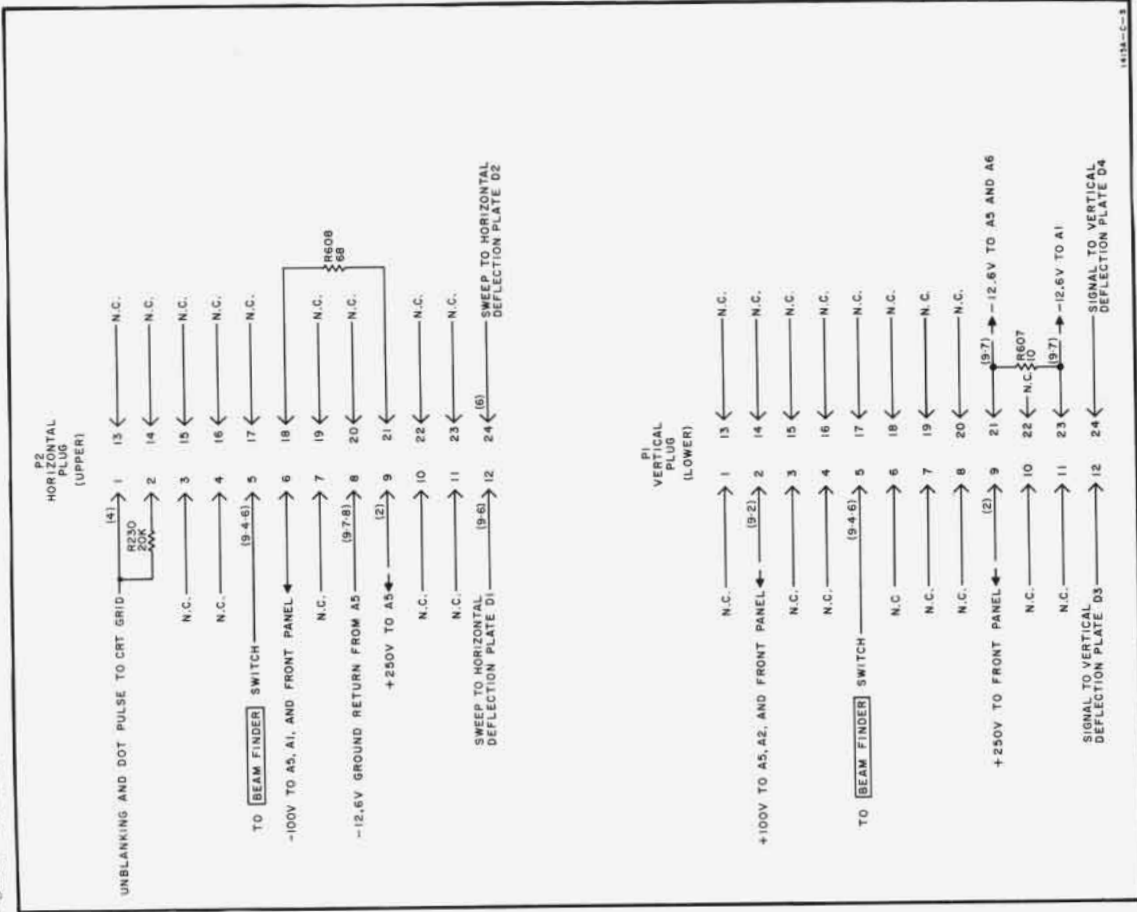 P2
HORIZONTAL
PLUG
(UPPER)
UNBLANKING AND DOT PULSE TO CRT GRID (4) 1 13 N.C.
R230
20K
2 14 N.C.
N.C. 3 15 N.C.
N.C. 4 16 N.C.
TO BEAM FINDER SWITCH (9-4-6) 5 17 N.C.
-100V TO A5, A1, AND FRONT PANEL 6 18
R608
68
N.C. 7 19 N.C.
-12.6V GROUND RETURN FROM A5 (9-7-8) 8 20 N.C.
+250V TO A5 (2) 9 21
N.C. 10 22 N.C.
N.C. 11 23 N.C.
SWEEP TO HORIZONTAL
DEFLECTION PLATE D1
(9-6) 12 24 (6)
SWEEP TO HORIZONTAL
DEFLECTION PLATE D2
P1
VERTICAL
PLUG
(LOWER)
N.C. 1 13 N.C.
+100V TO A5, A2, AND FRONT PANEL (9-2) 2 14 N.C.
N.C. 3 15 N.C.
N.C. 4 16 N.C.
TO BEAM FINDER SWITCH (9-4-6) 5 17 N.C.
N.C 6 18 N.C.
N.C. 7 19 N.C.
N.C. 8 20 N.C.
+250V TO FRONT PANEL (2) 9 21 (9-7) -12.6V TO A5 AND A6
N.C. 10 22 N.C.
R607
10
N.C. 11 23 (9-7) -12.6V TO A1
SIGNAL TO VERTICAL
DEFLECTION PLATE D3
12 24
SIGNAL TO VERTICAL
DEFLECTION PLATE D4